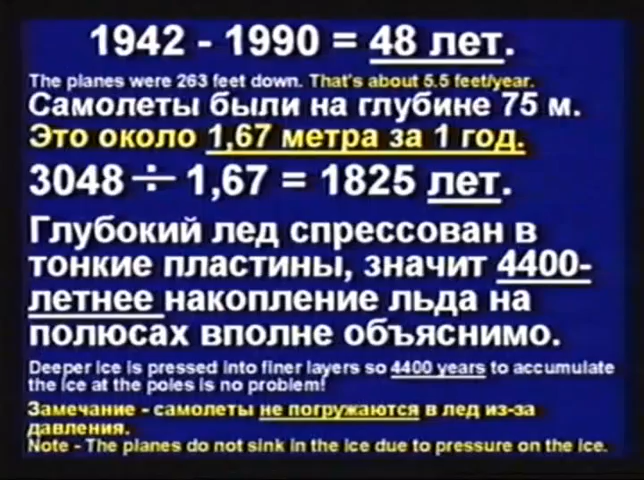 1942 - 1990 = 48 лет.
The planes were 263 feet down. That's about 5.5 feet/year.
Самолеты были на глубине 75 м.
Это около 1,67 метра за 1 год.
3048 ÷ 1,67 = 1825 лет.
Глубокий лед спрессован в
тонкие пластины, значит 4400-
летнее накопление льда на
полюсах вполне объяснимо.
Deeper ice is pressed into finer layers so 4400 years to accumulate
the ice at the poles is no problem!
Замечание - самолеты не погружаются в лед из-за
давления.
Note - The planes do not sink in the ice due to pressure on the ice.